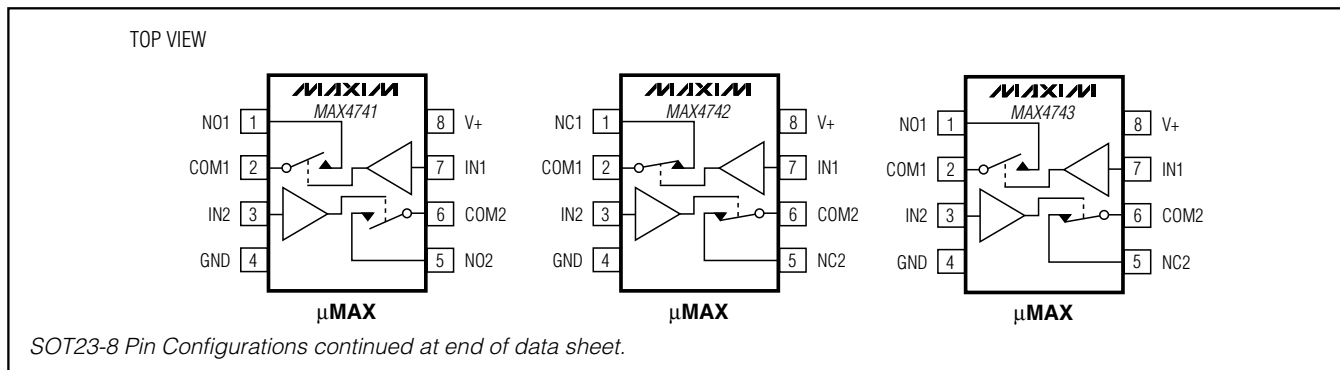 TOP VIEW
MAXIM
MAX4741
NO1 1
COM1 2
IN2 3
GND 4
8 V+
7 IN1
6 COM2
5 NO2
µMAX
MAXIM
MAX4742
NC1 1
COM1 2
IN2 3
GND 4
8 V+
7 IN1
6 COM2
5 NC2
µMAX
MAXIM
MAX4743
NO1 1
COM1 2
IN2 3
GND 4
8 V+
7 IN1
6 COM2
5 NC2
µMAX
SOT23-8 Pin Configurations continued at end of data sheet.